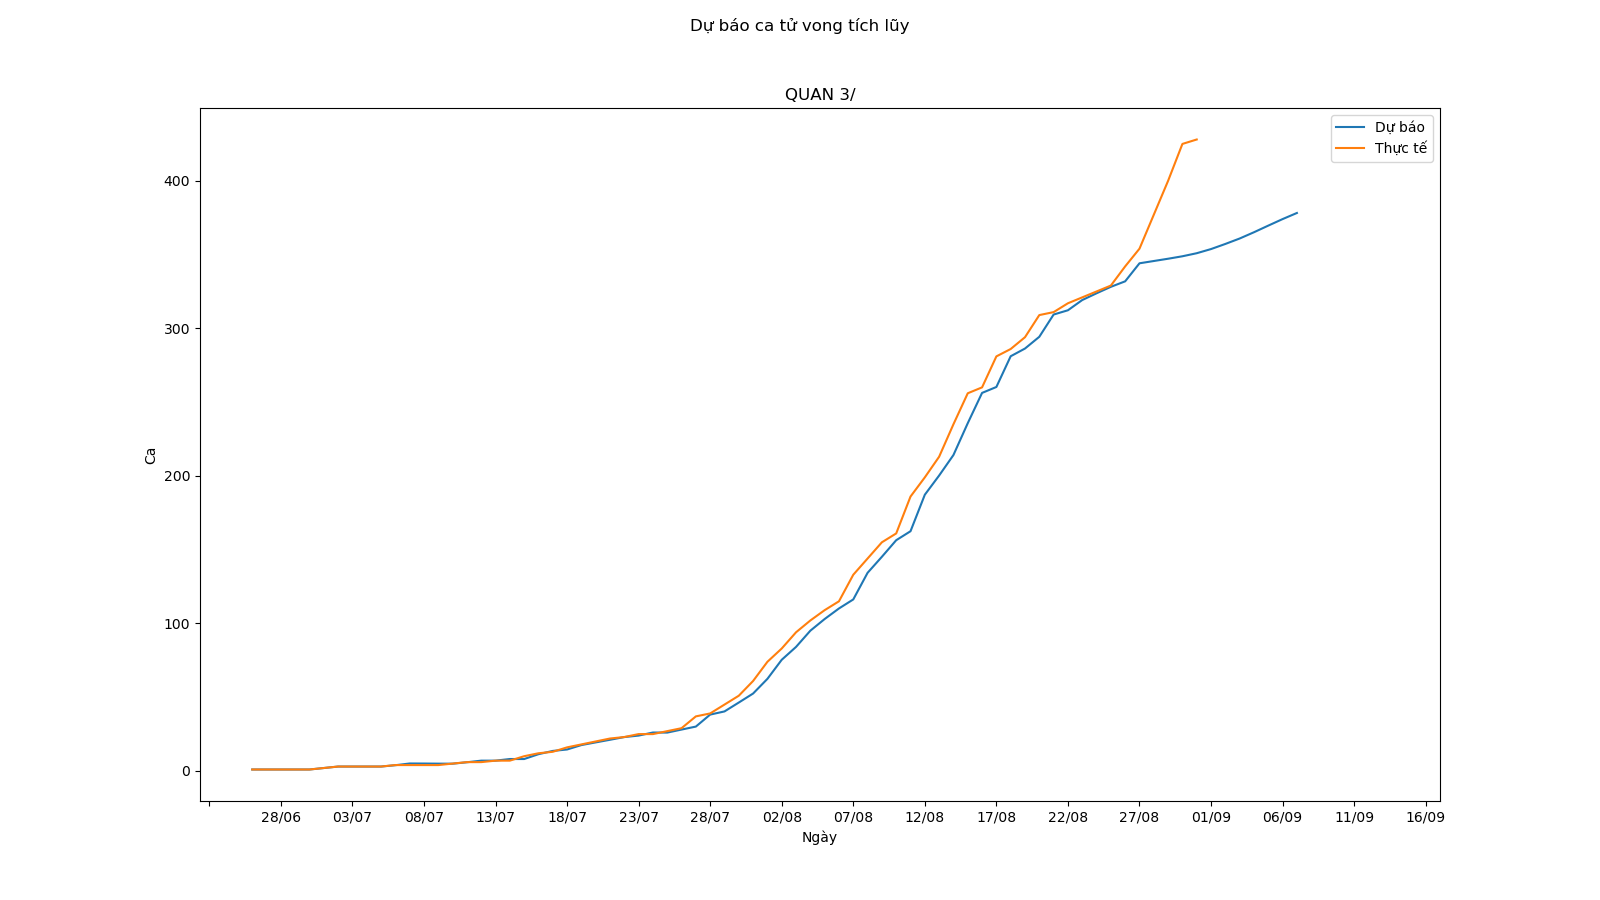 Dự báo ca tử vong tích lũy
QUAN 3/
Dự báo
Thực tế
400
300
200
100
0
Ca
28/06 03/07 08/07 13/07 18/07 23/07 28/07 02/08 07/08 12/08 17/08 22/08 27/08 01/09 06/09 11/09 16/09
Ngày